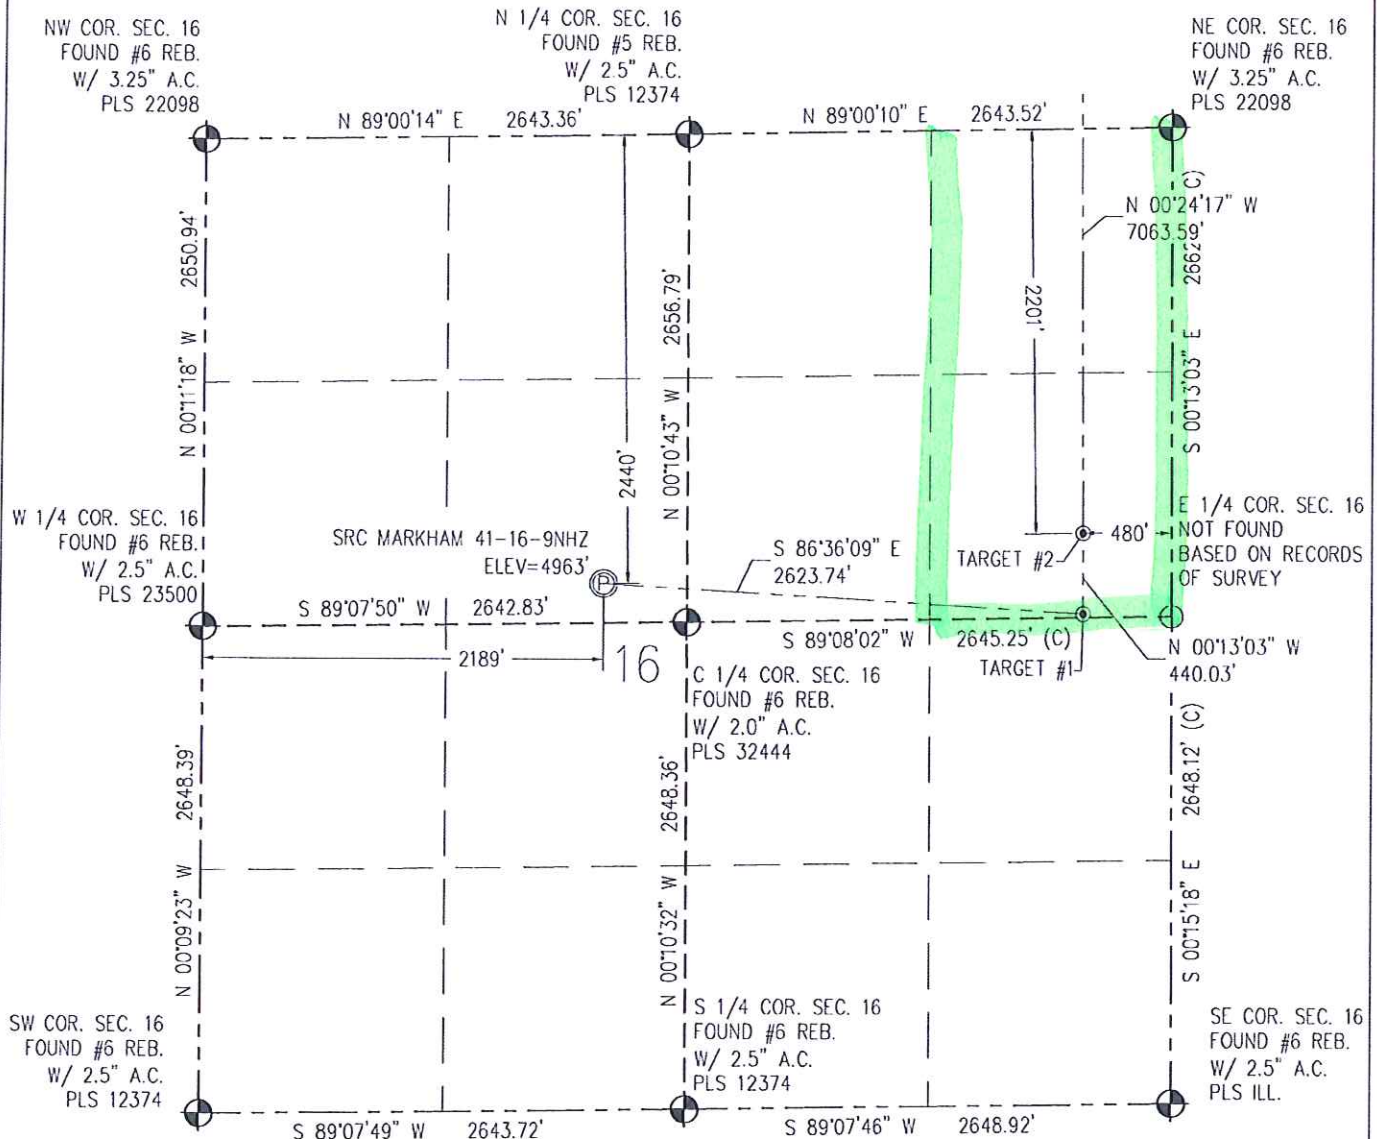 NW COR. SEC. 16
FOUND #6 REB.
W/ 3.25" A.C.
PLS 22098
N 1/4 COR. SEC. 16
FOUND #5 REB.
W/ 2.5" A.C.
PLS 12374
NE COR. SEC. 16
FOUND #6 REB.
W/ 3.25" A.C.
PLS 22098
N 89°00'14" E 2643.36'
N 89°00'10" E 2643.52'
N 00°11'18" W 2650.94'
2440'
N 00°10'43" W 2656.79'
2201'
N 00°24'17" W
7063.59'
S 00°13'03" E (C)
W 1/4 COR. SEC. 16
FOUND #6 REB.
W/ 2.5" A.C.
PLS 23500
SRC MARKHAM 41-16-9NHZ
ELEV=4963'
P
S 86°36'09" E
2623.74'
TARGET #2
480'
E 1/4 COR. SEC. 16
NOT FOUND
BASED ON RECORDS
OF SURVEY
S 89°07'50" W 2642.83'
S 89°08'02" W 2645.25' (C)
TARGET #1
N 00°13'03" W
440.03'
2189'
16
C 1/4 COR. SEC. 16
FOUND #6 REB.
W/ 2.0" A.C.
PLS 32444
N 00°09'23" W 2648.39'
N 00°10'32" W 2648.36'
S 00°15'18" E 2648.12' (C)
SW COR. SEC. 16
FOUND #6 REB.
W/ 2.5" A.C.
PLS 12374
S 1/4 COR. SEC. 16
FOUND #6 REB.
W/ 2.5" A.C.
PLS 12374
SE COR. SEC. 16
FOUND #6 REB.
W/ 2.5" A.C.
PLS ILL.
S 89°07'49" W 2643.72'
S 89°07'46" W 2648.92'